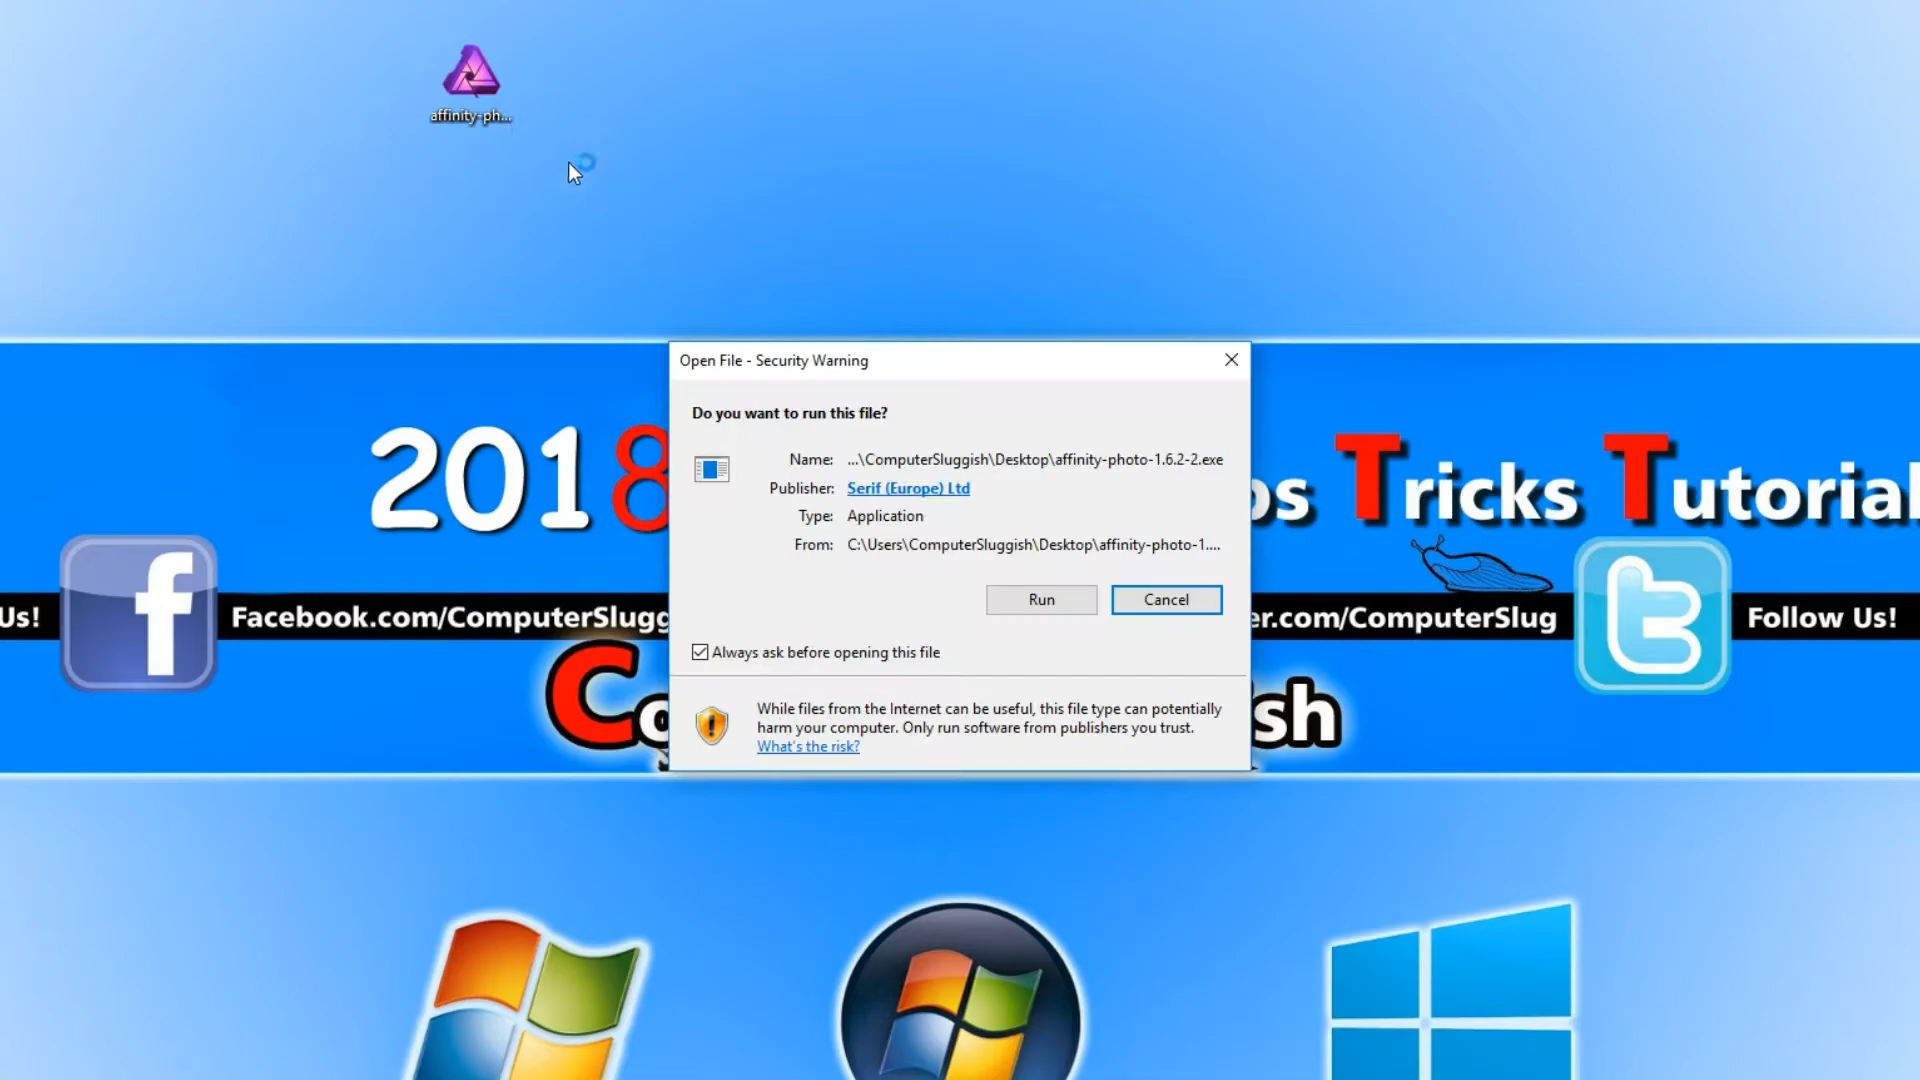 affinity-ph...
Open File - Security Warning
Do you want to run this file?
Name: ...\ComputerSluggish\Desktop\affinity-photo-1.6.2-2.exe
Publisher: Serif (Europe) Ltd
Type: Application
From: C:\Users\ComputerSluggish\Desktop\affinity-photo-1....
Run
Cancel
Always ask before opening this file
While files from the Internet can be useful, this file type can potentially
harm your computer. Only run software from publishers you trust.
What's the risk?
2018
ps Tricks Tutorial
Us!
f
Facebook.com/ComputerSlugg
er.com/ComputerSlug
t
Follow Us!
Co
sh